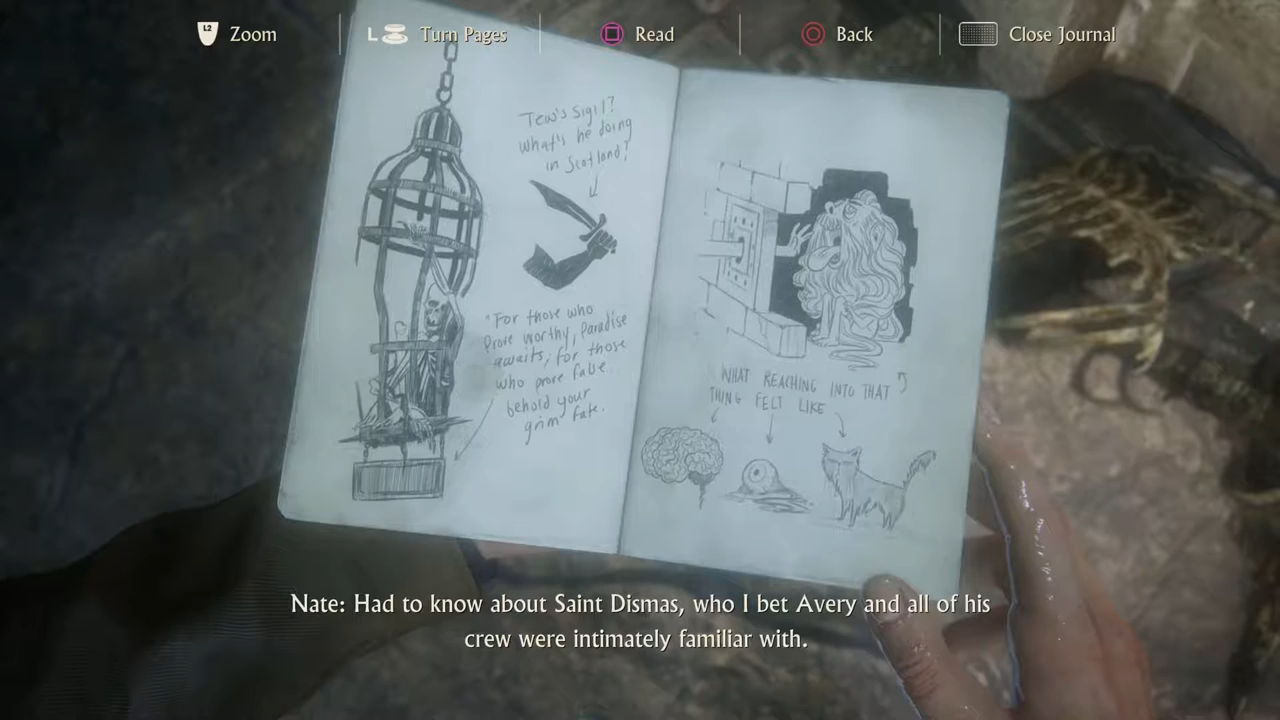 L2 Zoom
L Turn Pages
Read
Back
Close Journal
Tew's Sigil?
What's he doing
in Scotland?
"For those who
prove worthy, Paradise
awaits; for those
who prove false.
behold your
grim fate.
WHAT REACHING INTO THAT
THING FELT LIKE
Nate: Had to know about Saint Dismas, who I bet Avery and all of his
crew were intimately familiar with.